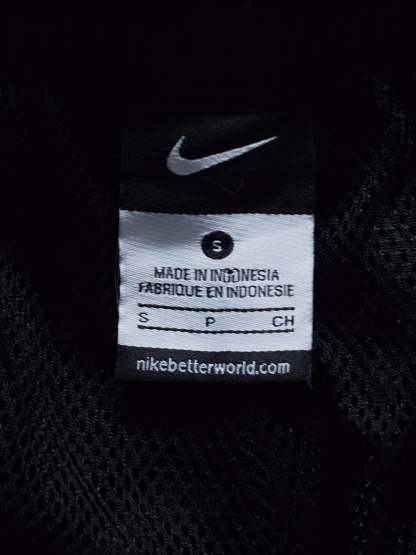 S
MADE IN INDONESIA
FABRIQUE EN INDONESIE
S P CH
nikebetterworld.com